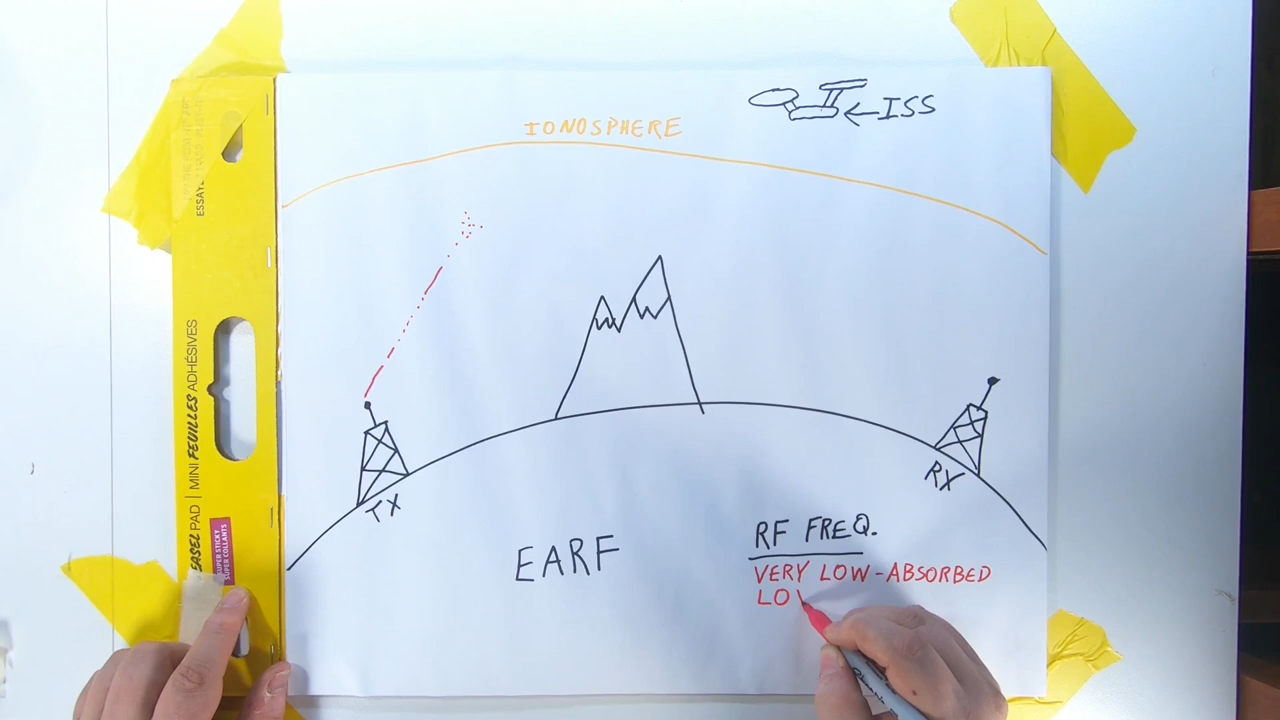 IONOSPHERE
←ISS
TX
RX
EARF
RF FREQ.
VERY LOW-ABSORBED
LO
EASEL PAD | MINI FEUILLES ADHÉSIVES
SUPER STICKY
SUPER COLLANTS